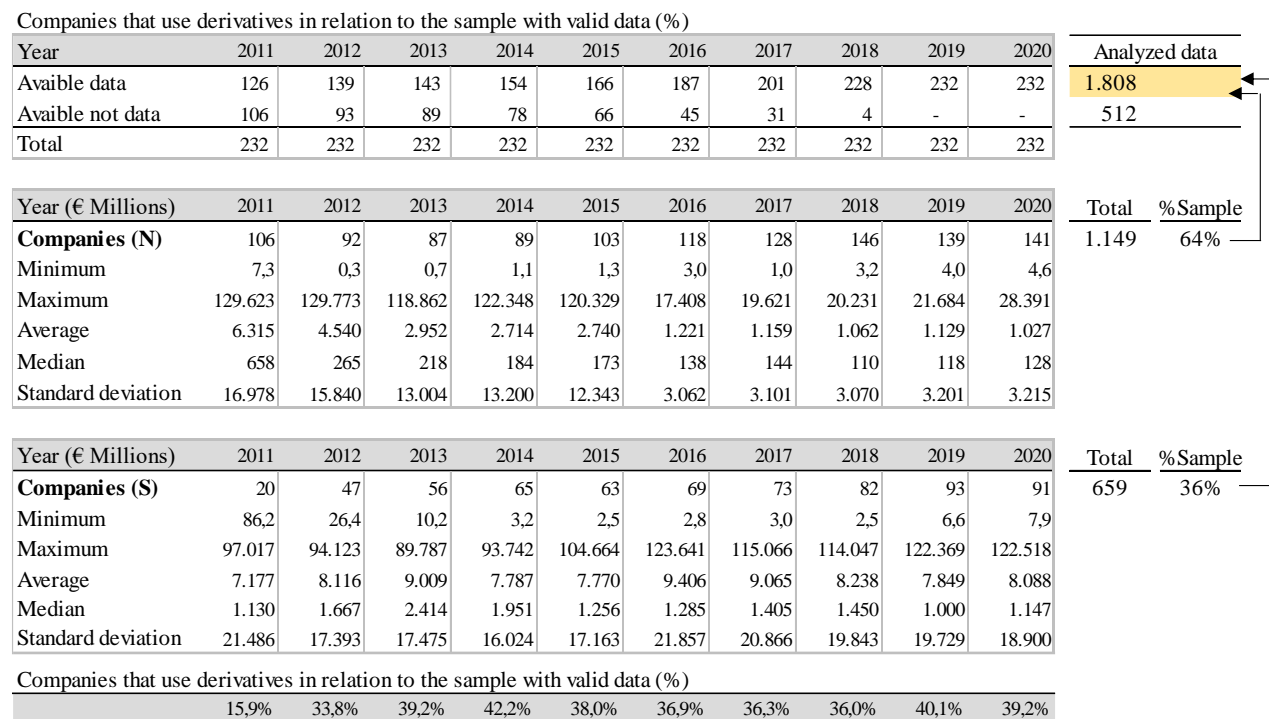 Companies that use derivatives in relation to the sample with valid data (%)
Year 2011 2012 2013 2014 2015 2016 2017 2018 2019 2020 Analyzed data
Avaible data 126 139 143 154 166 187 201 228 232 232 1.808
Avaible not data 106 93 89 78 66 45 31 4 - - 512
Total 232 232 232 232 232 232 232 232 232 232
Year (€ Millions) 2011 2012 2013 2014 2015 2016 2017 2018 2019 2020 Total %Sample
Companies (N) 106 92 87 89 103 118 128 146 139 141 1.149 64%
Minimum 7,3 0,3 0,7 1,1 1,3 3,0 1,0 3,2 4,0 4,6
Maximum 129.623 129.773 118.862 122.348 120.329 17.408 19.621 20.231 21.684 28.391
Average 6.315 4.540 2.952 2.714 2.740 1.221 1.159 1.062 1.129 1.027
Median 658 265 218 184 173 138 144 110 118 128
Standard deviation 16.978 15.840 13.004 13.200 12.343 3.062 3.101 3.070 3.201 3.215
Year (€ Millions) 2011 2012 2013 2014 2015 2016 2017 2018 2019 2020 Total %Sample
Companies (S) 20 47 56 65 63 69 73 82 93 91 659 36%
Minimum 86,2 26,4 10,2 3,2 2,5 2,8 3,0 2,5 6,6 7,9
Maximum 97.017 94.123 89.787 93.742 104.664 123.641 115.066 114.047 122.369 122.518
Average 7.177 8.116 9.009 7.787 7.770 9.406 9.065 8.238 7.849 8.088
Median 1.130 1.667 2.414 1.951 1.256 1.285 1.405 1.450 1.000 1.147
Standard deviation 21.486 17.393 17.475 16.024 17.163 21.857 20.866 19.843 19.729 18.900
Companies that use derivatives in relation to the sample with valid data (%)
15,9% 33,8% 39,2% 42,2% 38,0% 36,9% 36,3% 36,0% 40,1% 39,2%